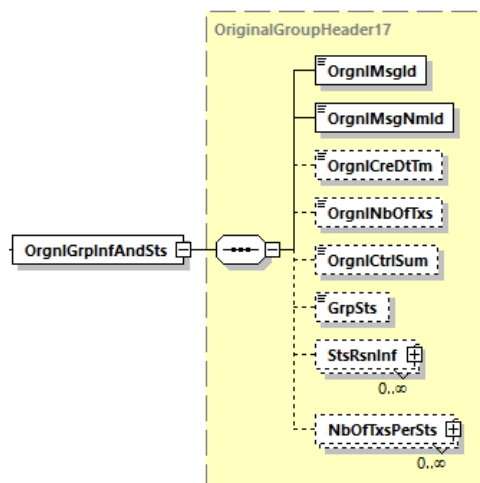 OriginalGroupHeader17
OrgnlMsgId
OrgnlMsgNmId
OrgnlCreDtTm
OrgnlNbOfTxs
OrgnlGrpInfAndSts
OrgnlCtrlSum
GrpSts
StsRsnInf
0..∞
NbOfTxsPerSts
0..∞